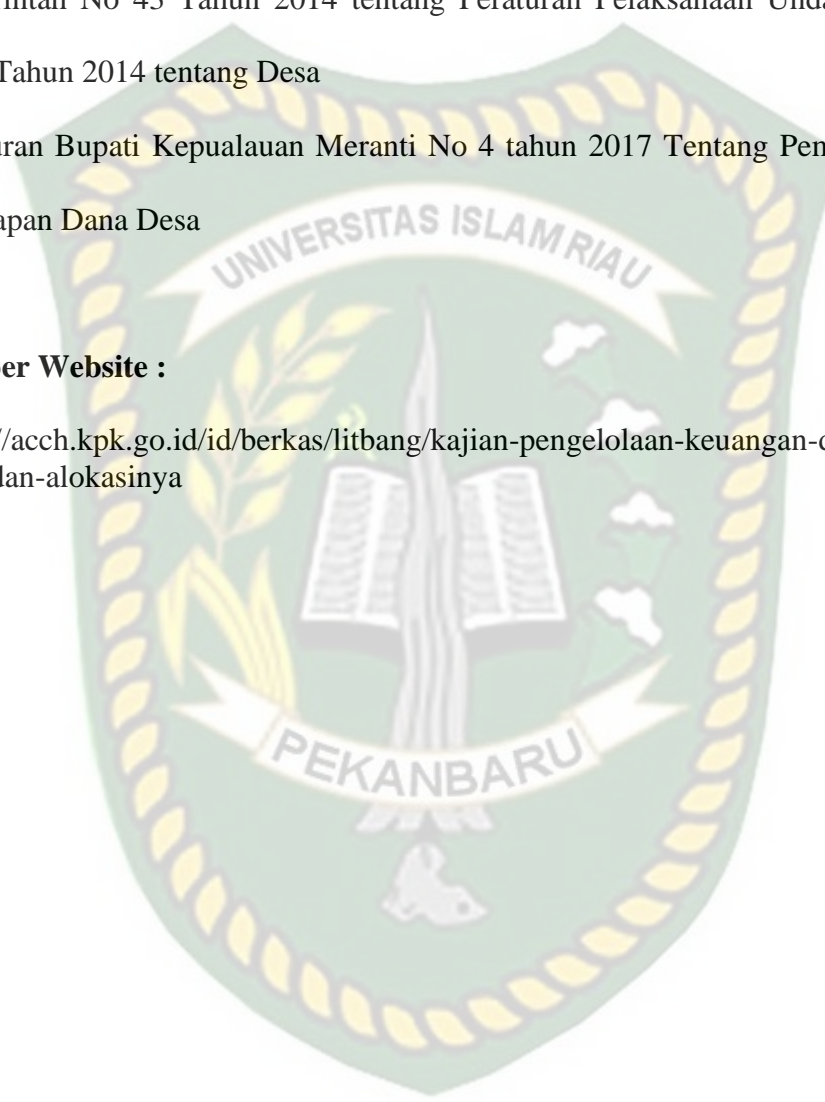 rintah No 43 Tahun 2014 tentang Peraturan Pelaksanaan Unda
Tahun 2014 tentang Desa
uran Bupati Kepualauan Meranti No 4 tahun 2017 Tentang Pen
apan Dana Desa
UNIVERSITAS ISLAM RIAU
er Website :
//acch.kpk.go.id/id/berkas/litbang/kajian-pengelolaan-keuangan-d
dan-alokasinya
PEKANBARU